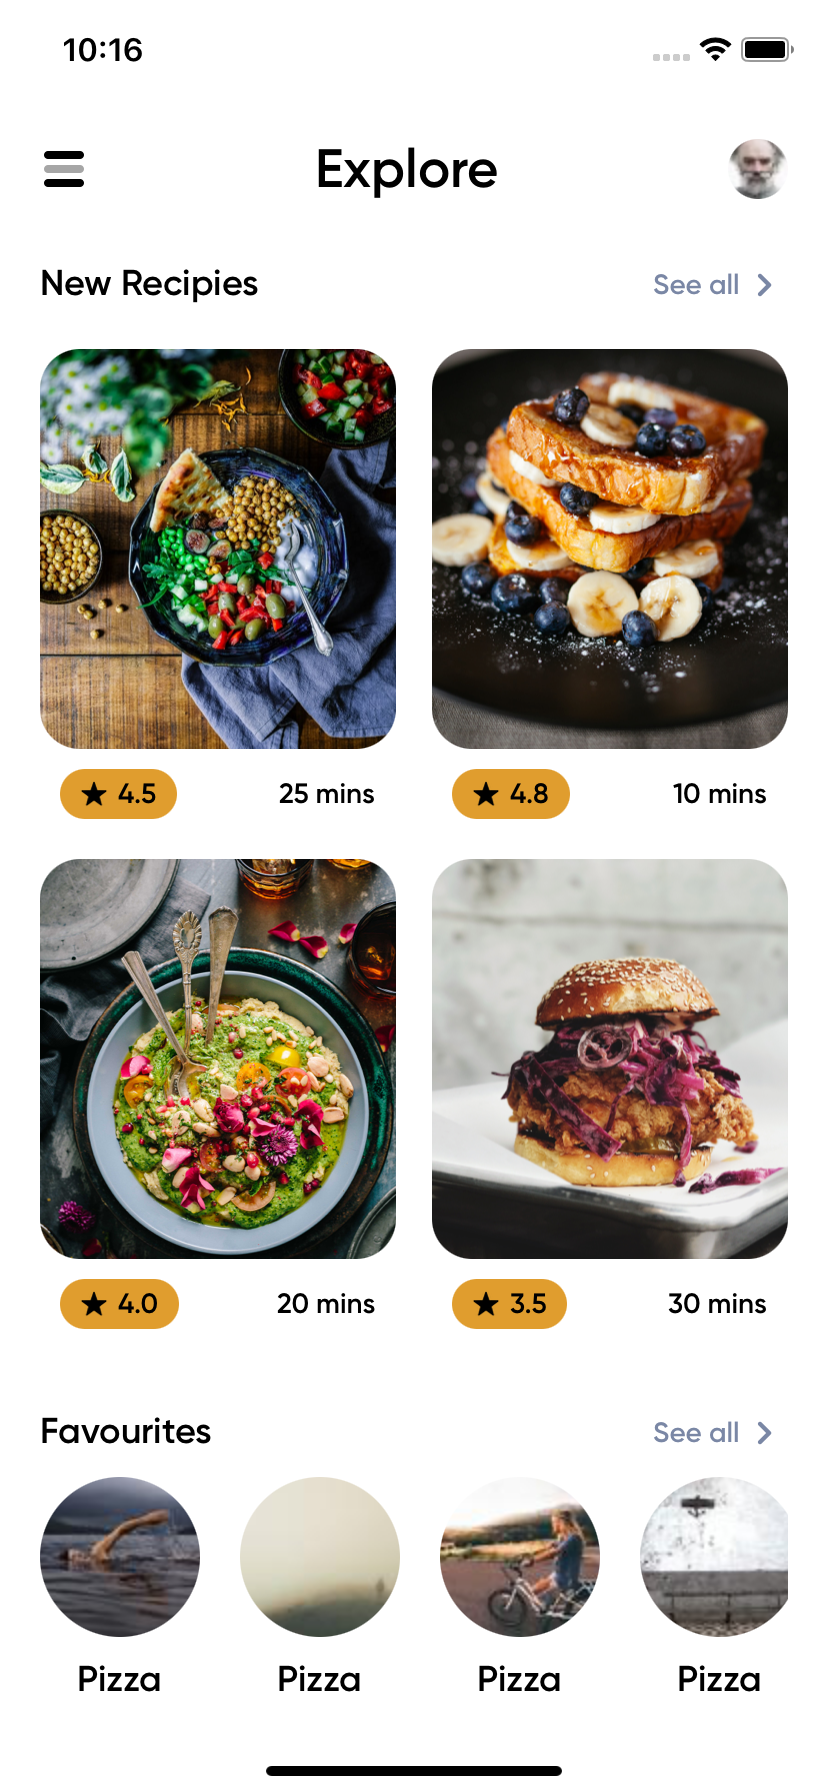 10:16
Explore
New Recipies
See all
4.5
25 mins
4.8
10 mins
4.0
20 mins
3.5
30 mins
Favourites
See all
Pizza
Pizza
Pizza
Pizza